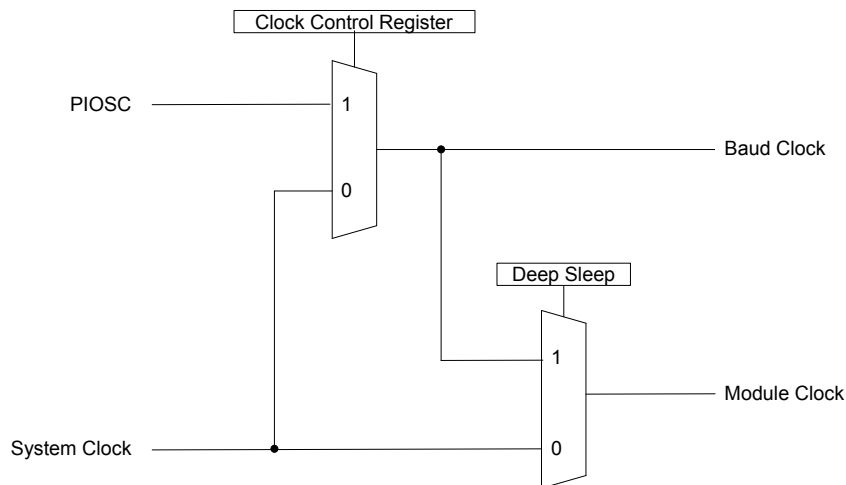 Clock Control Register
PIOSC
1
Baud Clock
0
Deep Sleep
1
Module Clock
System Clock
0